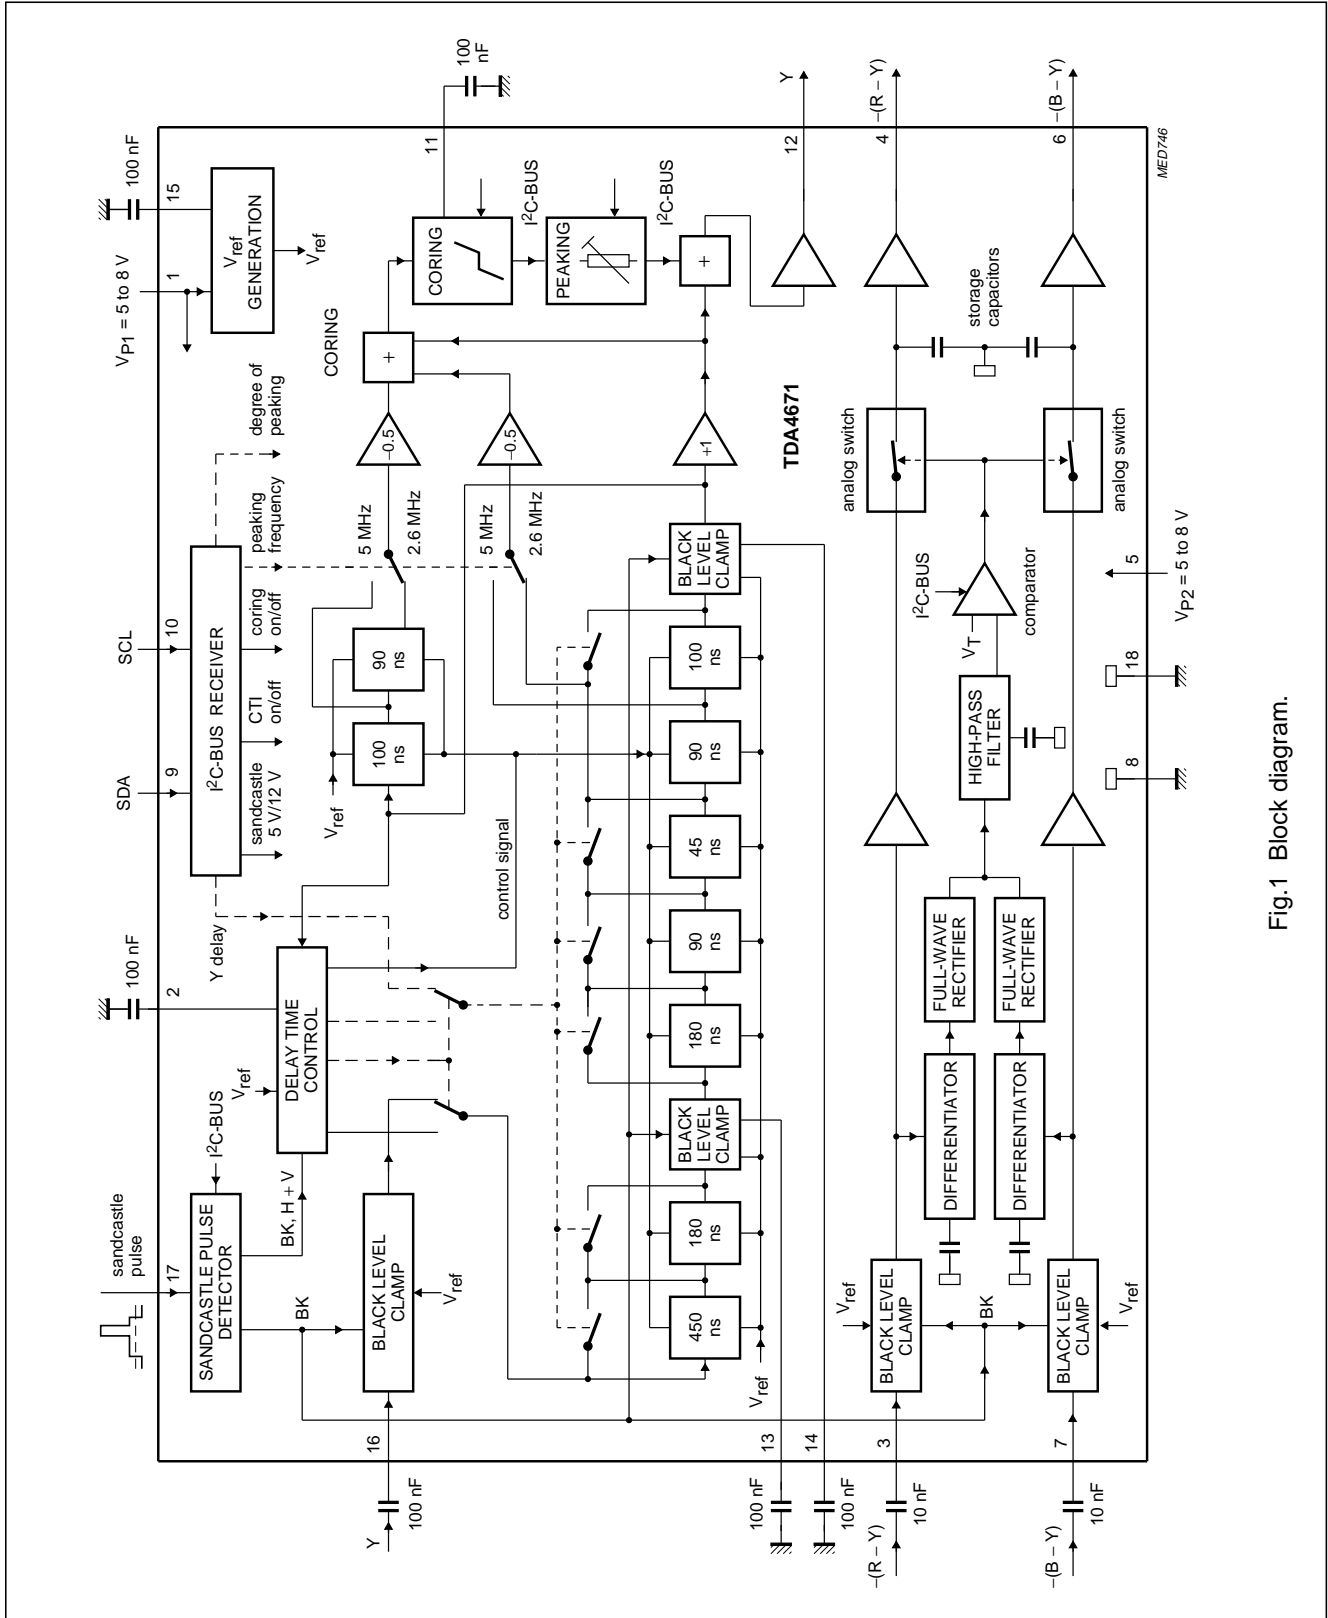 sandcastle
pulse
17
SANDCASTLE PULSE
DETECTOR
I²C-BUS
BK, H + V
BK
Vref
100 nF
2
DELAY TIME
CONTROL
Y delay
SDA
9
SCL
10
I²C-BUS RECEIVER
sandcastle
5 V/12 V
CTI
on/off
coring
on/off
peaking
frequency
degree of
peaking
VP1 = 5 to 8 V
1
100 nF
15
Vref
GENERATION
Vref
Y
100 nF
16
BLACK LEVEL
CLAMP
Vref
control signal
Vref
100
ns
90
ns
5 MHz
2.6 MHz
−0.5
+
CORING
5 MHz
2.6 MHz
−0.5
CORING
11
100
nF
I²C-BUS
PEAKING
I²C-BUS
+
100 nF
13
100 nF
14
Vref
450
ns
180
ns
BLACK
LEVEL
CLAMP
180
ns
90
ns
45
ns
90
ns
100
ns
BLACK
LEVEL
CLAMP
+1
12
Y
TDA4671
−(R − Y)
10 nF
3
Vref
BLACK LEVEL
CLAMP
BK
DIFFERENTIATOR
FULL-WAVE
RECTIFIER
DIFFERENTIATOR
FULL-WAVE
RECTIFIER
HIGH-PASS
FILTER
VT
I²C-BUS
comparator
analog switch
analog switch
storage
capacitors
4
−(R − Y)
−(B − Y)
10 nF
7
BLACK LEVEL
CLAMP
Vref
6
−(B − Y)
8
18
5
VP2 = 5 to 8 V
MED746
Fig.1 Block diagram.